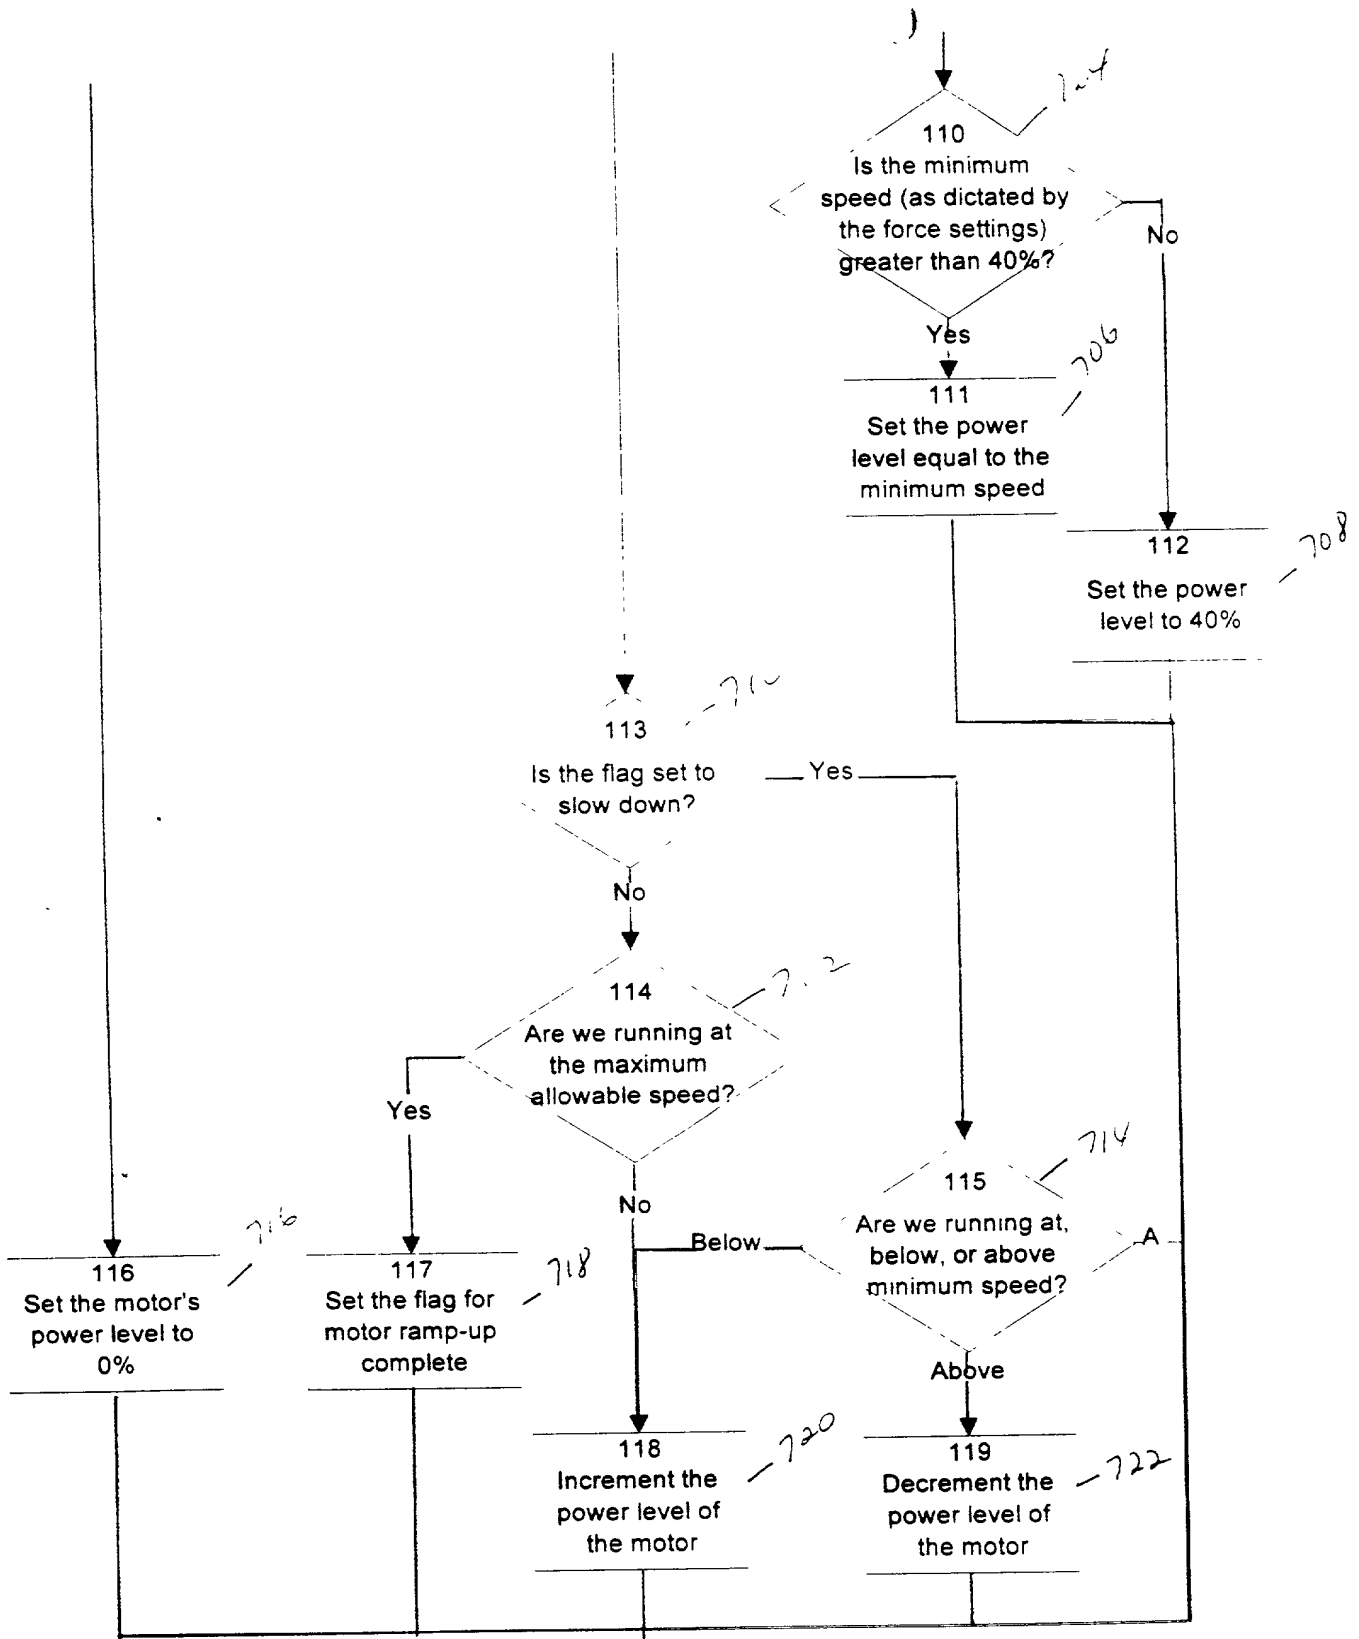 110
Is the minimum
speed (as dictated by
the force settings)
greater than 40%?
No
Yes
706
111
Set the power
level equal to the
minimum speed
708
112
Set the power
level to 40%
113
Is the flag set to
slow down?
Yes
No
114
Are we running at
the maximum
allowable speed?
Yes
No
714
115
Are we running at,
below, or above
minimum speed?
A
Below
Above
716
116
Set the motor's
power level to
0%
718
117
Set the flag for
motor ramp-up
complete
720
118
Increment the
power level of
the motor
722
119
Decrement the
power level of
the motor